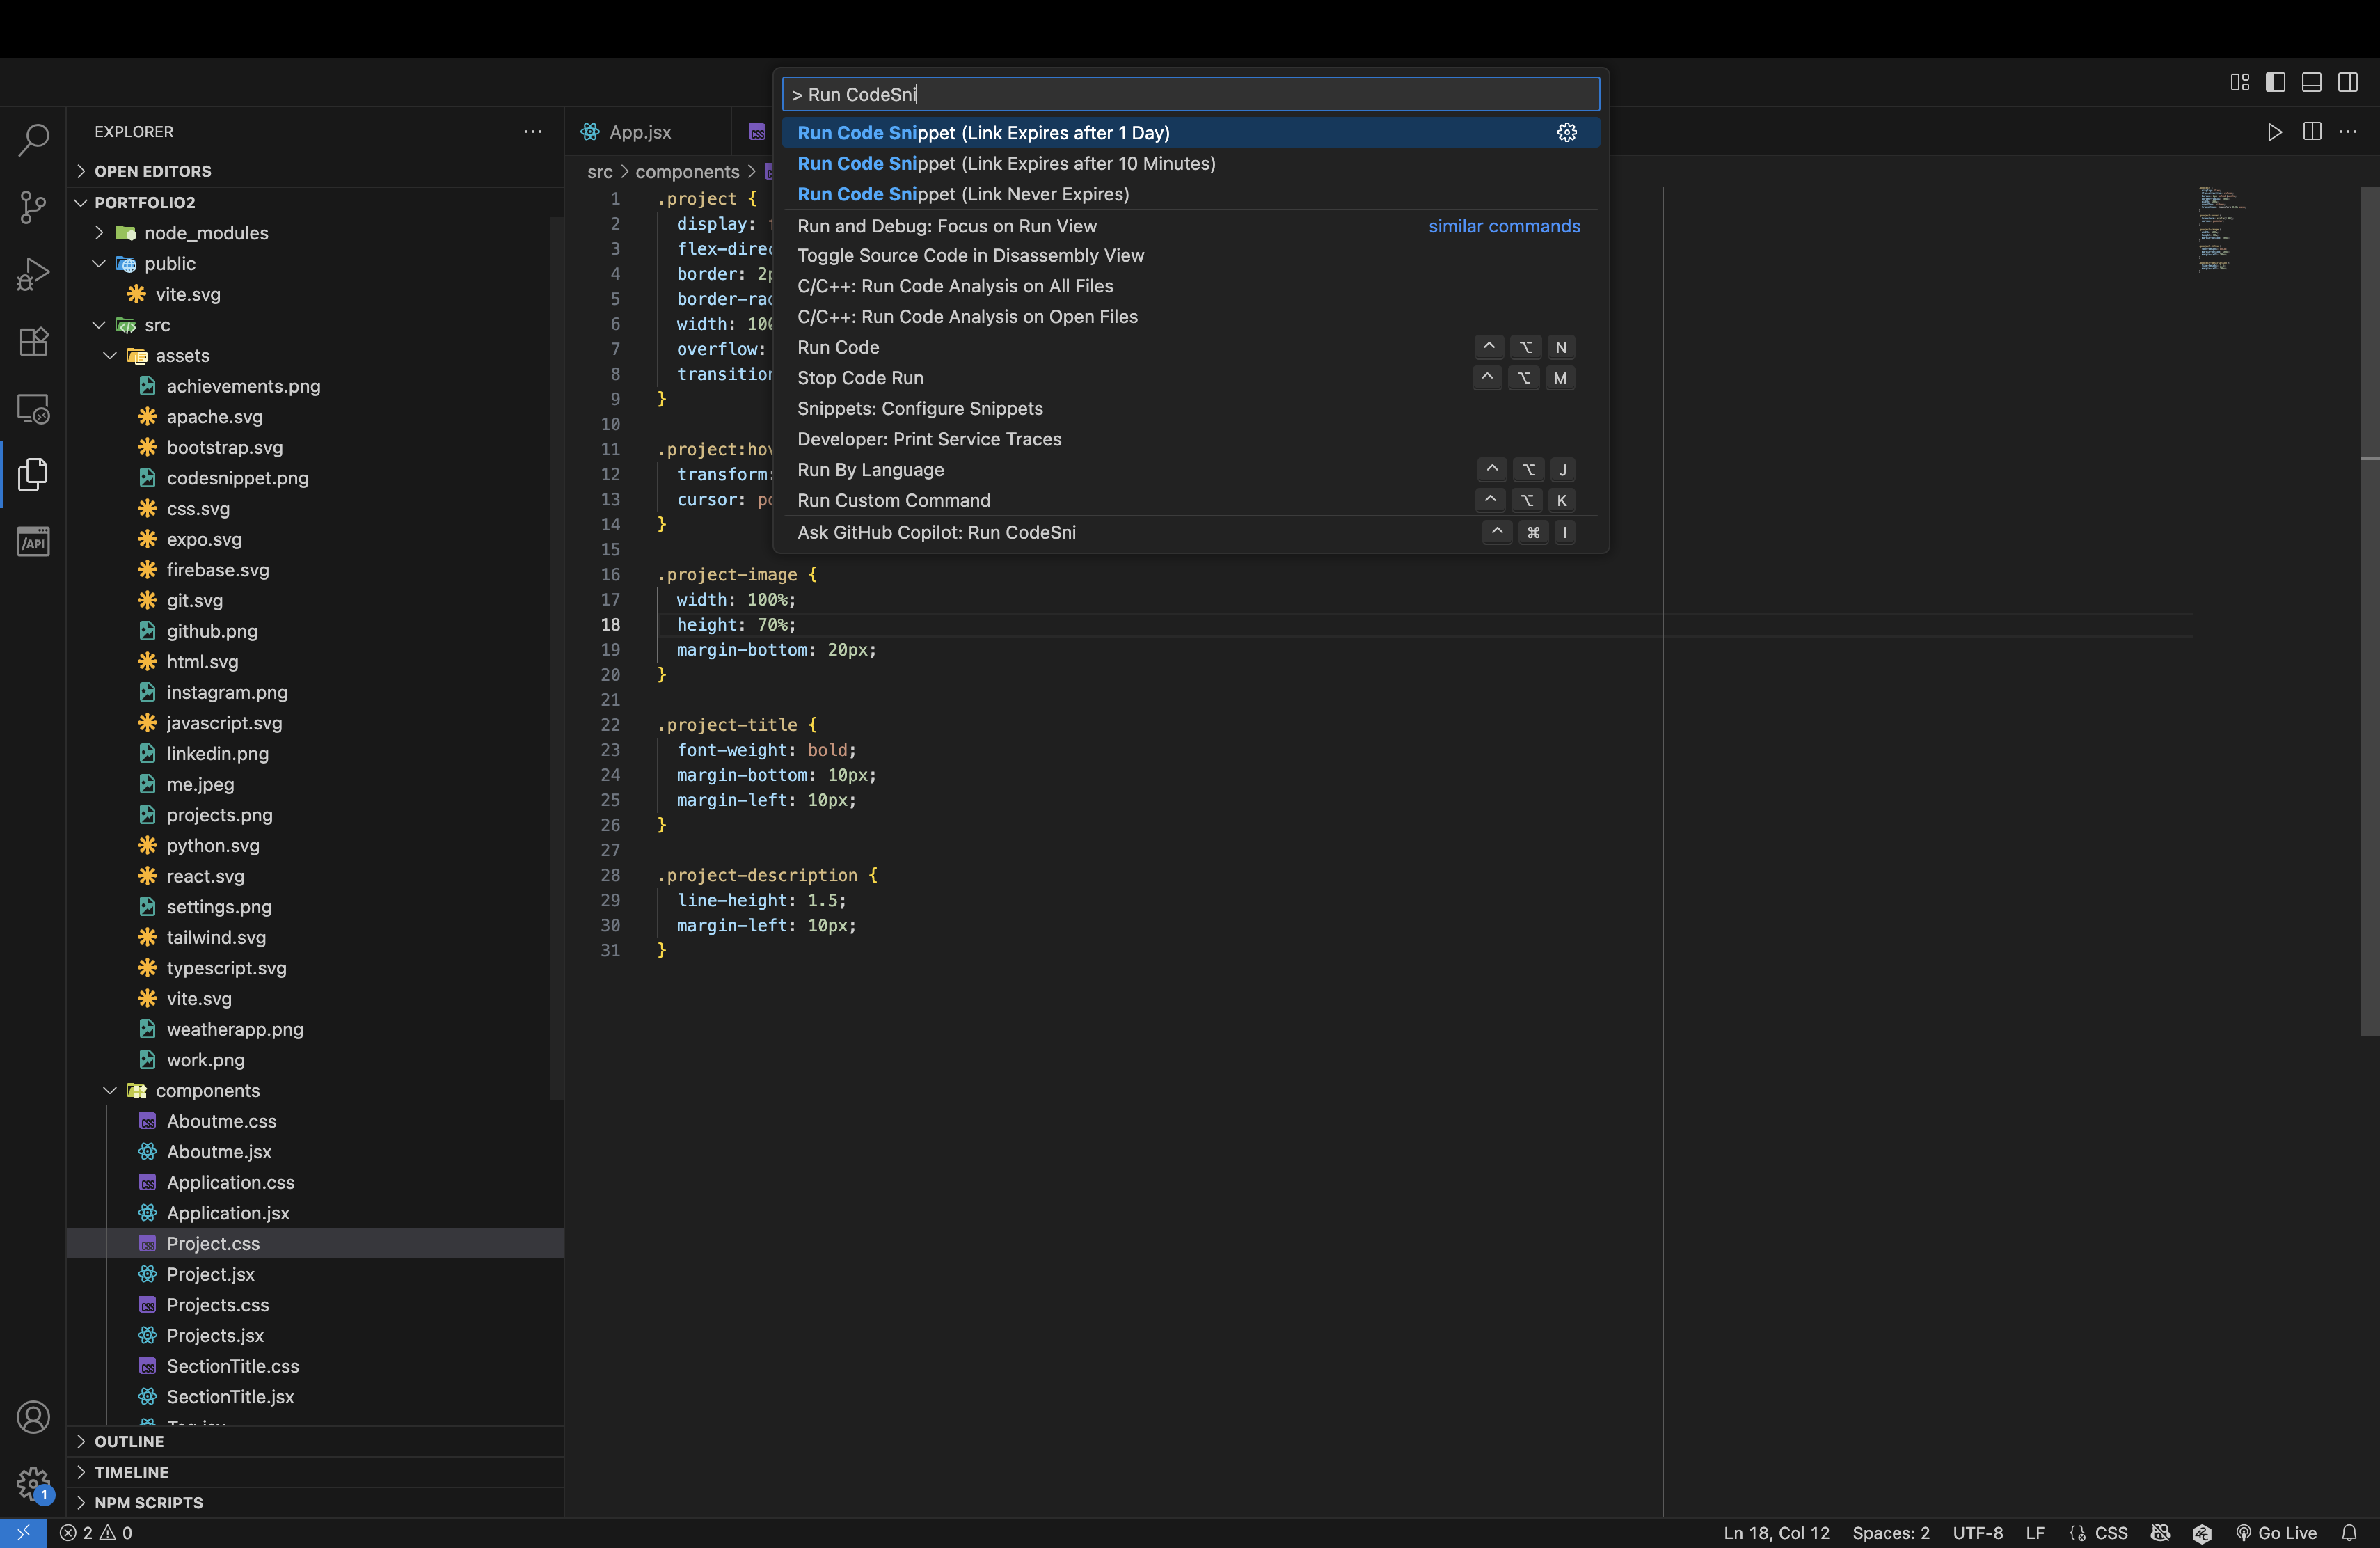 > Run CodeSni
Run Code Snippet (Link Expires after 1 Day)
Run Code Snippet (Link Expires after 10 Minutes)
Run Code Snippet (Link Never Expires)
Run and Debug: Focus on Run View similar commands
Toggle Source Code in Disassembly View
C/C++: Run Code Analysis on All Files
C/C++: Run Code Analysis on Open Files
Run Code ^ ⌥ N
Stop Code Run ^ ⌥ M
Snippets: Configure Snippets
Developer: Print Service Traces
Run By Language ^ ⌥ J
Run Custom Command ^ ⌥ K
Ask GitHub Copilot: Run CodeSni ^ ⌘ I
EXPLORER
OPEN EDITORS
PORTFOLIO2
node_modules
public
vite.svg
src
assets
achievements.png
apache.svg
bootstrap.svg
codesnippet.png
css.svg
expo.svg
firebase.svg
git.svg
github.png
html.svg
instagram.png
javascript.svg
linkedin.png
me.jpeg
projects.png
python.svg
react.svg
settings.png
tailwind.svg
typescript.svg
vite.svg
weatherapp.png
work.png
components
Aboutme.css
Aboutme.jsx
Application.css
Application.jsx
Project.css
Project.jsx
Projects.css
Projects.jsx
SectionTitle.css
SectionTitle.jsx
OUTLINE
TIMELINE
NPM SCRIPTS
/API
1
App.jsx
src > components >
1 .project {
2 display:
3 flex-direc
4 border: 2p
5 border-rad
6 width: 100
7 overflow:
8 transition
9 }
10
11 .project:hov
12 transform:
13 cursor: po
14 }
15
16 .project-image {
17 width: 100%;
18 height: 70%;
19 margin-bottom: 20px;
20 }
21
22 .project-title {
23 font-weight: bold;
24 margin-bottom: 10px;
25 margin-left: 10px;
26 }
27
28 .project-description {
29 line-height: 1.5;
30 margin-left: 10px;
31 }
2 0 Ln 18, Col 12 Spaces: 2 UTF-8 LF CSS Go Live